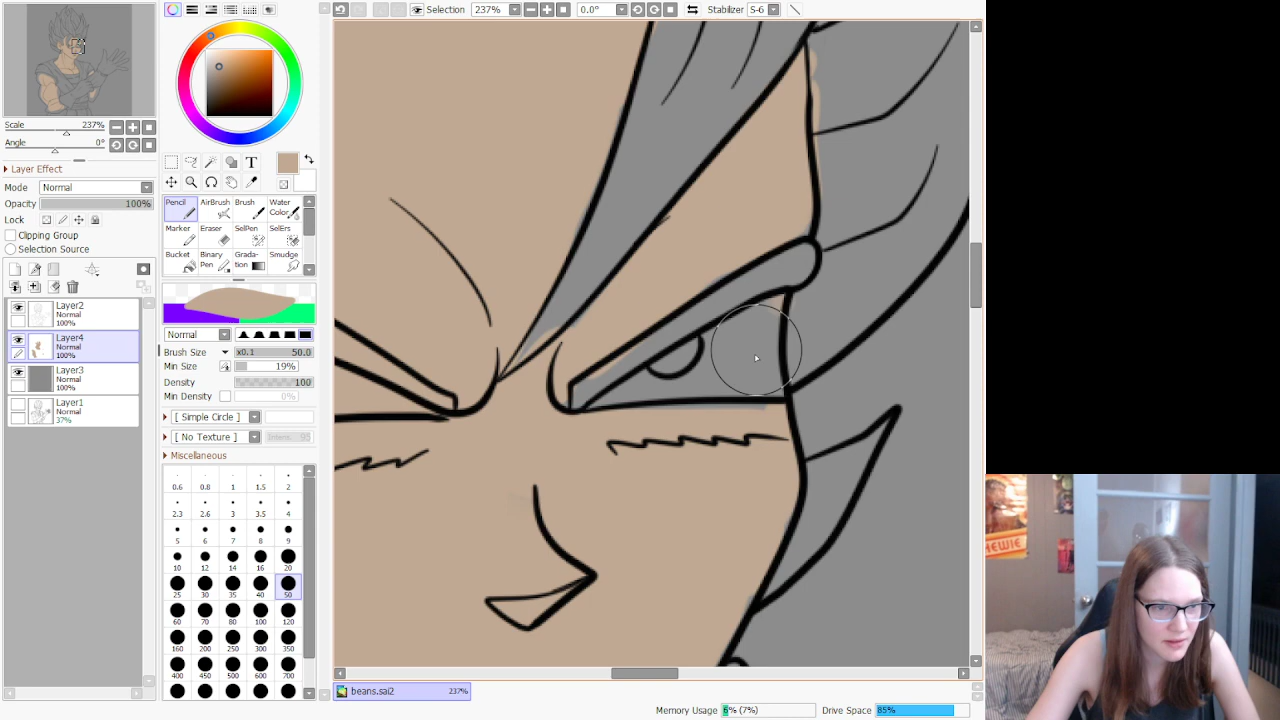 Selection
237%
0.0°
Stabilizer S-6
Scale 237%
Angle 0°
Layer Effect
Mode Normal
Opacity 100%
Lock
Clipping Group
Selection Source
Layer2
Normal
100%
Layer4
Normal
100%
Layer3
Normal
100%
Layer1
Normal
37%
T
Pencil AirBrush Brush Water Color
Marker Eraser SelPen SelErs
Bucket Binary Pen Grada-tion Smudge
Normal
Brush Size x0.1 50.0
Min Size 19%
Density 100
Min Density 0%
[ Simple Circle ]
[ No Texture ] Intens. 95
Miscellaneous
0.6 0.8 1 1.5 2
2.3 2.6 3 3.5 4
5 6 7 8 9
10 12 14 16 20
25 30 35 40 50
60 70 80 100 120
160 200 250 300 350
400 450 500 600 700
beans.sai2 237%
Memory Usage 6% (7%) Drive Space 85%
HEWIE